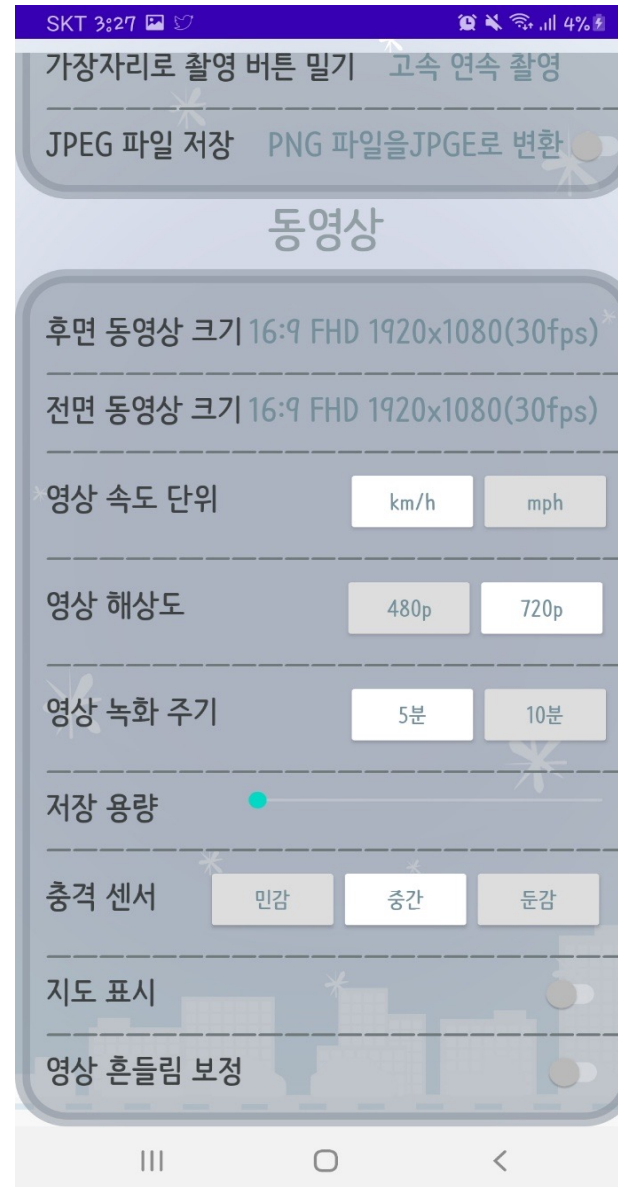 SKT 3:27 4%
가장자리로 촬영 버튼 밀기 고속 연속 촬영
JPEG 파일 저장 PNG 파일을JPGE로 변환
동영상
후면 동영상 크기 16:9 FHD 1920x1080(30fps)
전면 동영상 크기 16:9 FHD 1920x1080(30fps)
영상 속도 단위 km/h mph
영상 해상도 480p 720p
영상 녹화 주기 5분 10분
저장 용량
충격 센서 민감 중간 둔감
지도 표시
영상 흔들림 보정